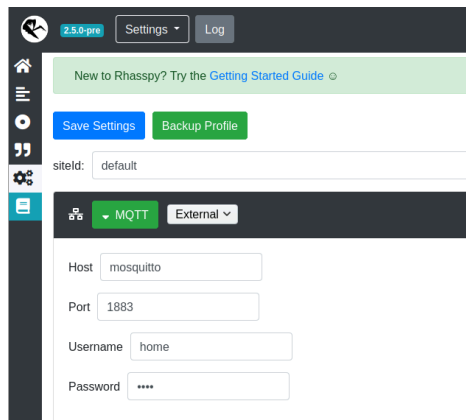 2.5.0-pre Settings Log
New to Rhasspy? Try the Getting Started Guide ☺
Save Settings Backup Profile
siteId: default
MQTT External
Host mosquitto
Port 1883
Username home
Password ••••